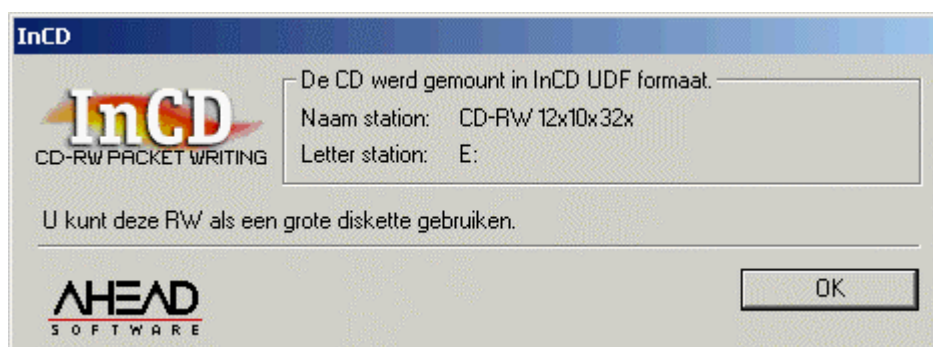 InCD
De CD werd gemount in InCD UDF formaat.
InCD
CD-RW PACKET WRITING
Naam station: CD-RW 12x10x32x
Letter station: E:
U kunt deze RW als een grote diskette gebruiken.
AHEAD
SOFTWARE
OK